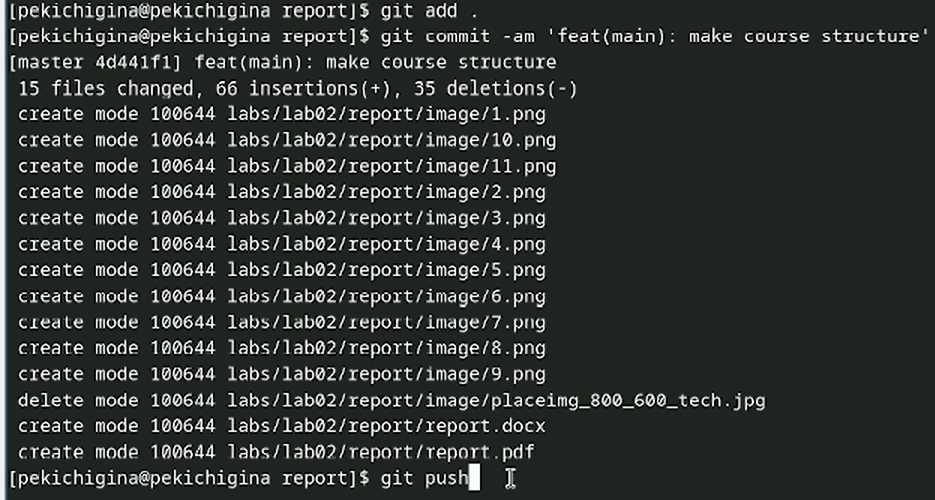 [pekichigina@pekichigina report]$ git add .
[pekichigina@pekichigina report]$ git commit -am 'feat(main): make course structure'
[master 4d441f1] feat(main): make course structure
15 files changed, 66 insertions(+), 35 deletions(-)
create mode 100644 labs/lab02/report/image/1.png
create mode 100644 labs/lab02/report/image/10.png
create mode 100644 labs/lab02/report/image/11.png
create mode 100644 labs/lab02/report/image/2.png
create mode 100644 labs/lab02/report/image/3.png
create mode 100644 labs/lab02/report/image/4.png
create mode 100644 labs/lab02/report/image/5.png
create mode 100644 labs/lab02/report/image/6.png
create mode 100644 labs/lab02/report/image/7.png
create mode 100644 labs/lab02/report/image/8.png
create mode 100644 labs/lab02/report/image/9.png
delete mode 100644 labs/lab02/report/image/placeimg_800_600_tech.jpg
create mode 100644 labs/lab02/report/report.docx
create mode 100644 labs/lab02/report/report.pdf
[pekichigina@pekichigina report]$ git push